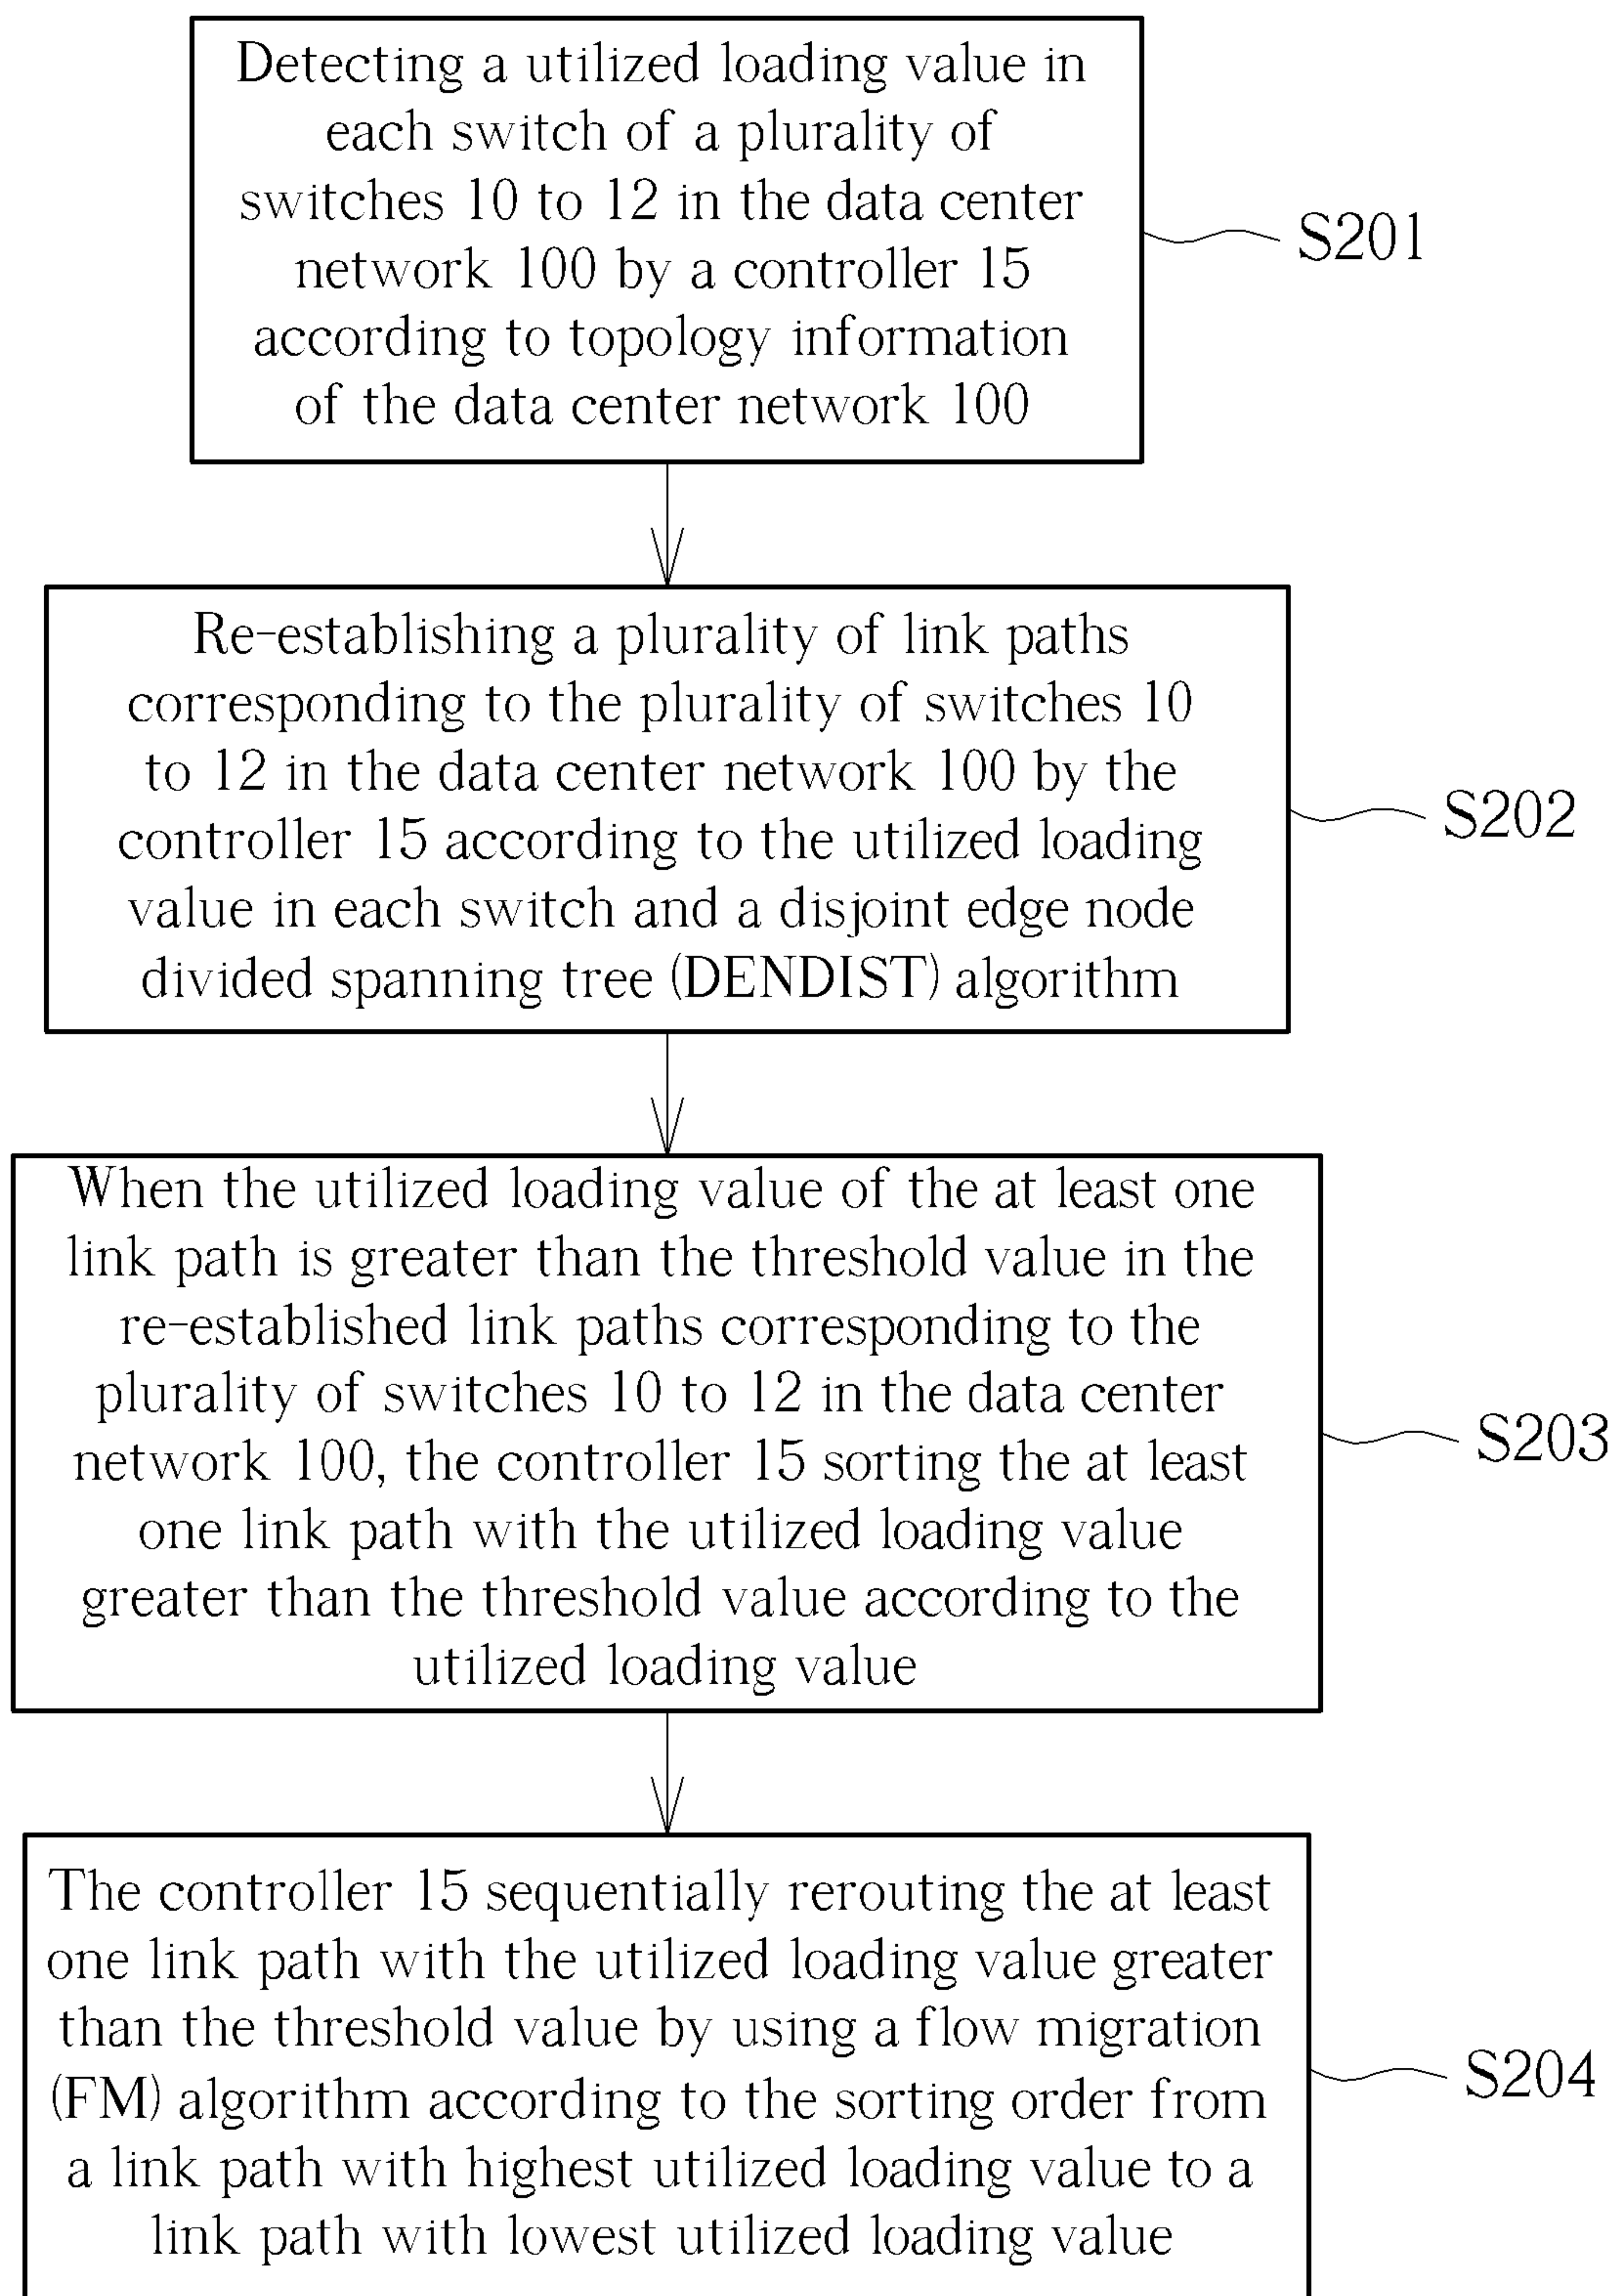 Detecting a utilized loading value in
each switch of a plurality of
switches 10 to 12 in the data center
network 100 by a controller 15
according to topology information
of the data center network 100
S201
Re-establishing a plurality of link paths
corresponding to the plurality of switches 10
to 12 in the data center network 100 by the
controller 15 according to the utilized loading
value in each switch and a disjoint edge node
divided spanning tree (DENDIST) algorithm
S202
When the utilized loading value of the at least one
link path is greater than the threshold value in the
re-established link paths corresponding to the
plurality of switches 10 to 12 in the data center
network 100, the controller 15 sorting the at least
one link path with the utilized loading value
greater than the threshold value according to the
utilized loading value
S203
The controller 15 sequentially rerouting the at least
one link path with the utilized loading value greater
than the threshold value by using a flow migration
(FM) algorithm according to the sorting order from
a link path with highest utilized loading value to a
link path with lowest utilized loading value
S204